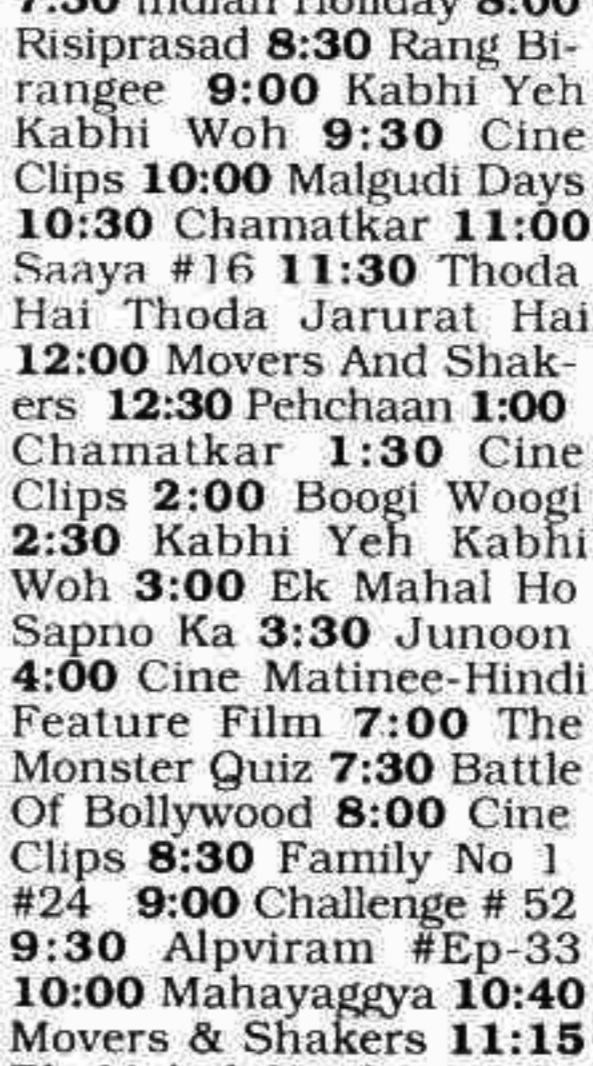 7:30 Indian Holiday 8:00
Risiprasad 8:30 Rang Bi-
rangee 9:00 Kabhi Yeh
Kabhi Woh 9:30 Cine
Clips 10:00 Malgudi Days
10:30 Chamatkar 11:00
Saaya #16 11:30 Thoda
Hai Thoda Jarurat Hai
12:00 Movers And Shak-
ers 12:30 Pehchaan 1:00
Chamatkar 1:30 Cine
Clips 2:00 Boogi Woogi
2:30 Kabhi Yeh Kabhi
Woh 3:00 Ek Mahal Ho
Sapno Ka 3:30 Junoon
4:00 Cine Matinee-Hindi
Feature Film 7:00 The
Monster Quiz 7:30 Battle
Of Bollywood 8:00 Cine
Clips 8:30 Family No 1
#24 9:00 Challenge # 52
9:30 Alpviram #Ep-33
10:00 Mahayaggya 10:40
Movers & Shakers 11:15